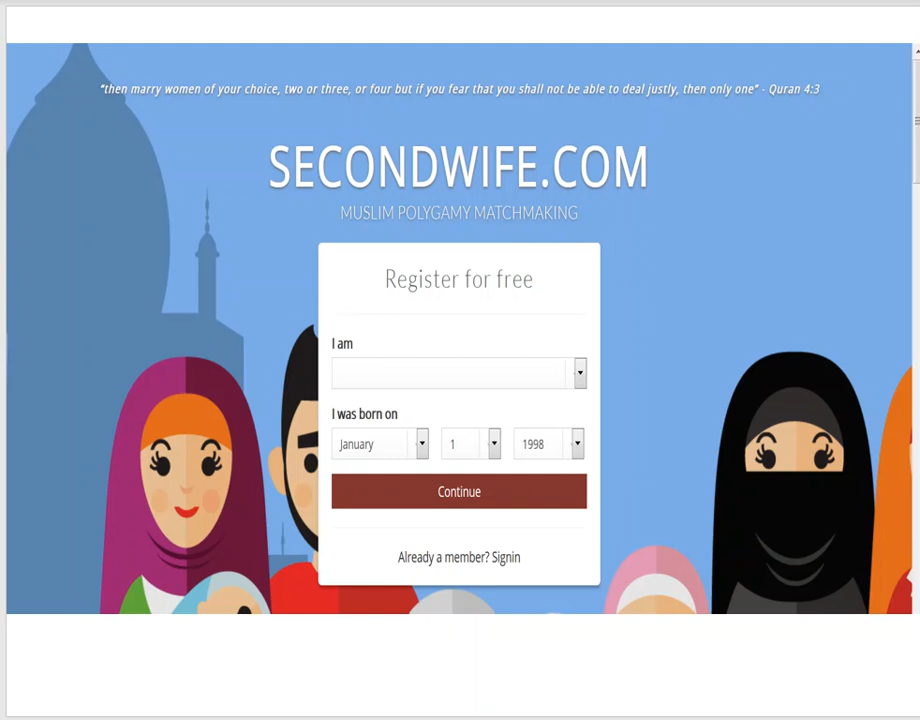 “then marry women of your choice, two or three, or four but if you fear that you shall not be able to deal justly, then only one” - Quran 4:3
SECONDWIFE.COM
MUSLIM POLYGAMY MATCHMAKING
Register for free
I am
I was born on
January 1 1998
Continue
Already a member? Signin